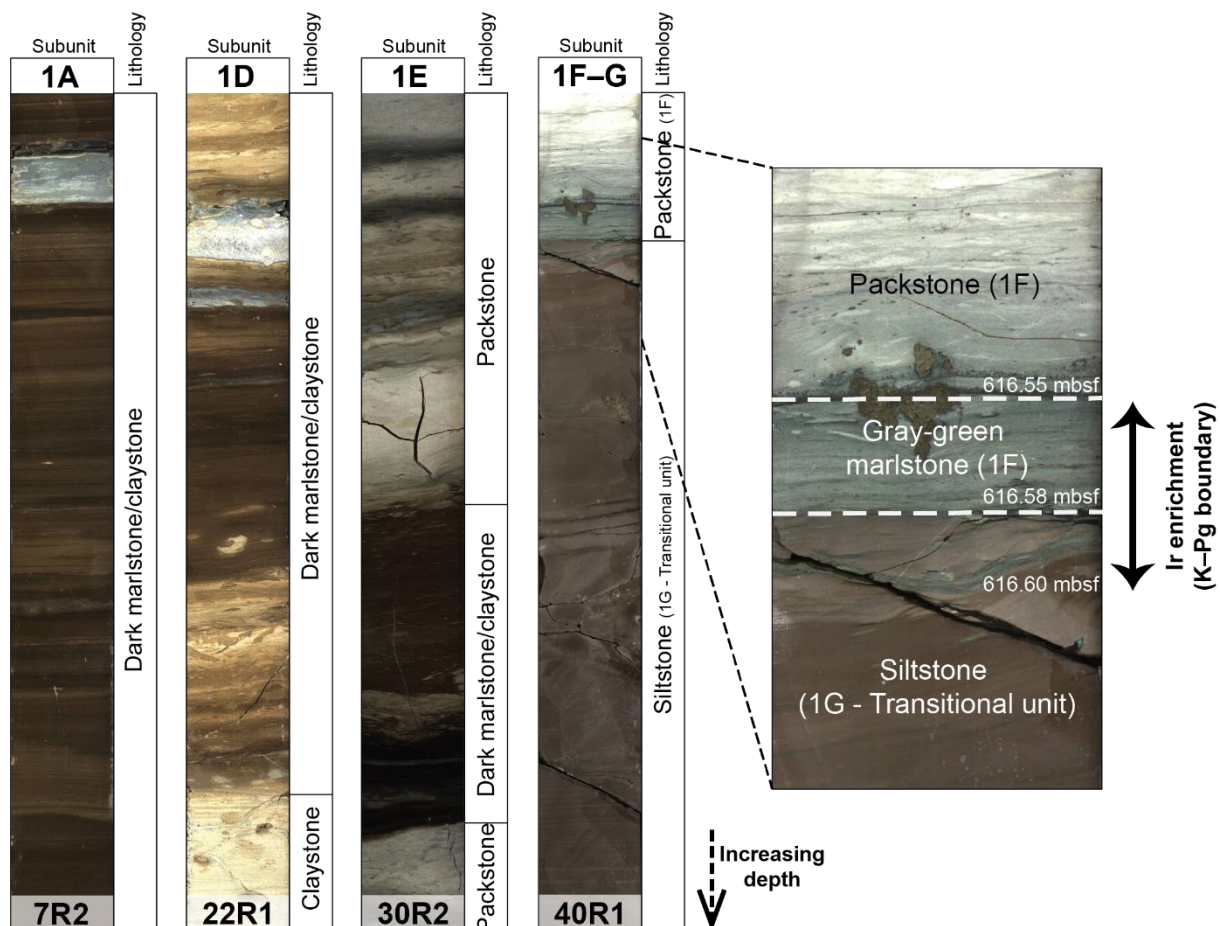 Subunit
1A
Lithology
Dark marlstone/claystone
7R2
Subunit
1D
Lithology
Dark marlstone/claystone
Claystone
22R1
Subunit
1E
Lithology
Packstone
Dark marlstone/claystone
Packstone
30R2
Subunit
1F–G
Lithology
Packstone (1F)
Siltstone (1G - Transitional unit)
40R1
Packstone (1F)
616.55 mbsf
Gray-green
marlstone (1F)
616.58 mbsf
616.60 mbsf
Siltstone
(1G - Transitional unit)
Ir enrichment
(K–Pg boundary)
Increasing
depth